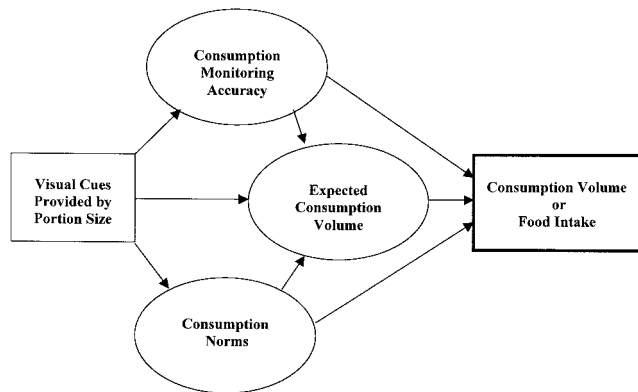 Consumption
Monitoring
Accuracy
Visual Cues
Provided by
Portion Size
Expected
Consumption
Volume
Consumption Volume
or
Food Intake
Consumption
Norms